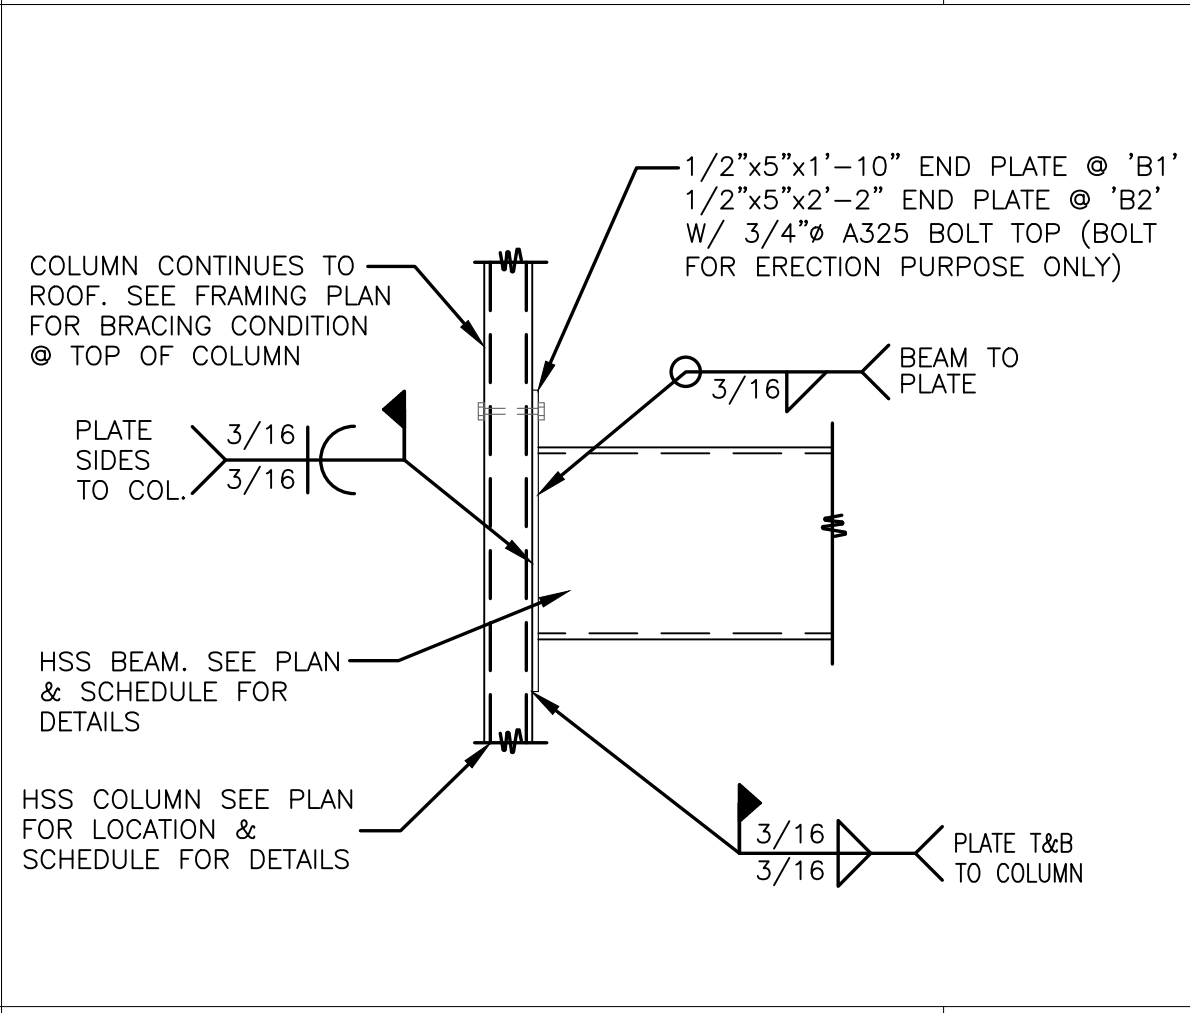 1/2”x5”x1’-10” END PLATE @ ’B1’
1/2”x5”x2’-2” END PLATE @ ’B2’
W/ 3/4”ø A325 BOLT TOP (BOLT
FOR ERECTION PURPOSE ONLY)
COLUMN CONTINUES TO
ROOF. SEE FRAMING PLAN
FOR BRACING CONDITION
@ TOP OF COLUMN
3/16
BEAM TO
PLATE
PLATE
SIDES
TO COL.
3/16
3/16
HSS BEAM. SEE PLAN
& SCHEDULE FOR
DETAILS
HSS COLUMN SEE PLAN
FOR LOCATION &
SCHEDULE FOR DETAILS
3/16
3/16
PLATE T&B
TO COLUMN